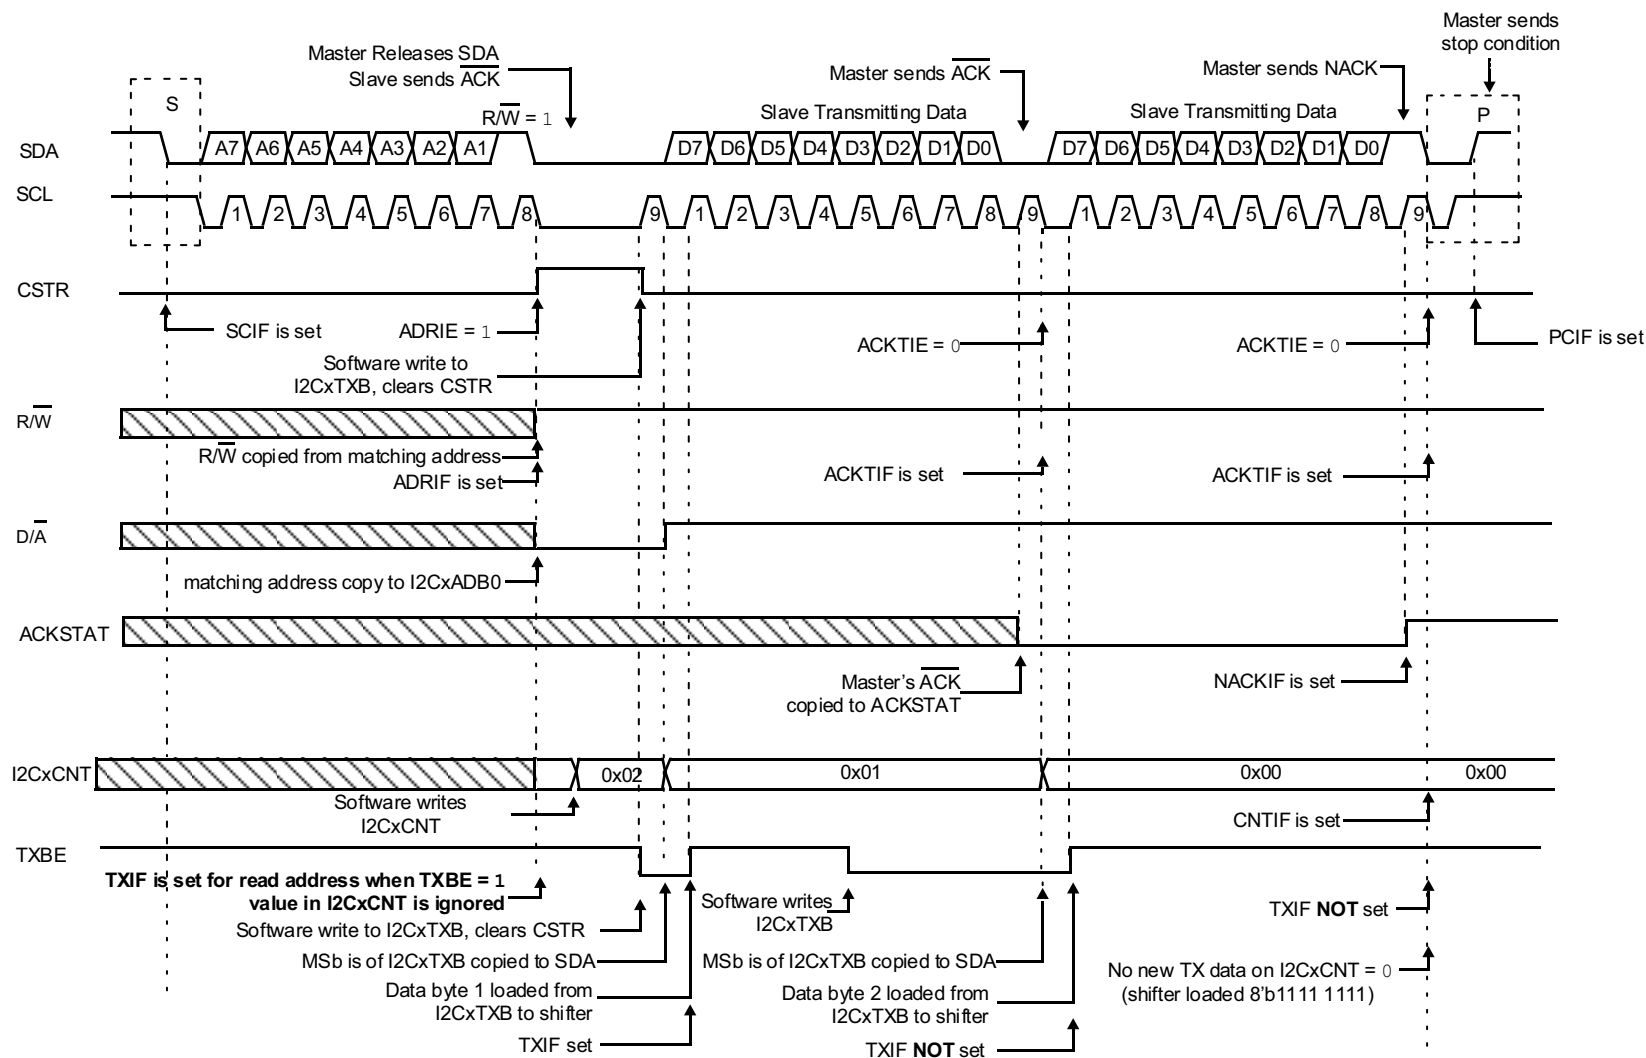 Master sends
stop condition
Master Releases SDA
Slave sends ACK
R/W = 1
Master sends ACK
Master sends NACK
Slave Transmitting Data
Slave Transmitting Data
S
P
SDA
A7 A6 A5 A4 A3 A2 A1
D7 D6 D5 D4 D3 D2 D1 D0
D7 D6 D5 D4 D3 D2 D1 D0
SCL
1 2 3 4 5 6 7 8 9 1 2 3 4 5 6 7 8 9 1 2 3 4 5 6 7 8 9
CSTR
SCIF is set
ADRIE = 1
Software write to
I2CxTXB, clears CSTR
ACKTIE = 0
ACKTIE = 0
PCIF is set
R/W
R/W copied from matching address
ADRIF is set
ACKTIF is set
ACKTIF is set
D/A
matching address copy to I2CxADB0
ACKSTAT
Master's ACK
copied to ACKSTAT
NACKIF is set
I2CxCNT
0x02
0x01
0x00
0x00
Software writes
I2CxCNT
CNTIF is set
TXBE
TXIF is set for read address when TXBE = 1
value in I2CxCNT is ignored
Software write to I2CxTXB, clears CSTR
MSb is of I2CxTXB copied to SDA
Data byte 1 loaded from
I2CxTXB to shifter
TXIF set
Software writes
I2CxTXB
MSb is of I2CxTXB copied to SDA
Data byte 2 loaded from
I2CxTXB to shifter
TXIF NOT set
TXIF NOT set
No new TX data on I2CxCNT = 0
(shifter loaded 8'b1111 1111)